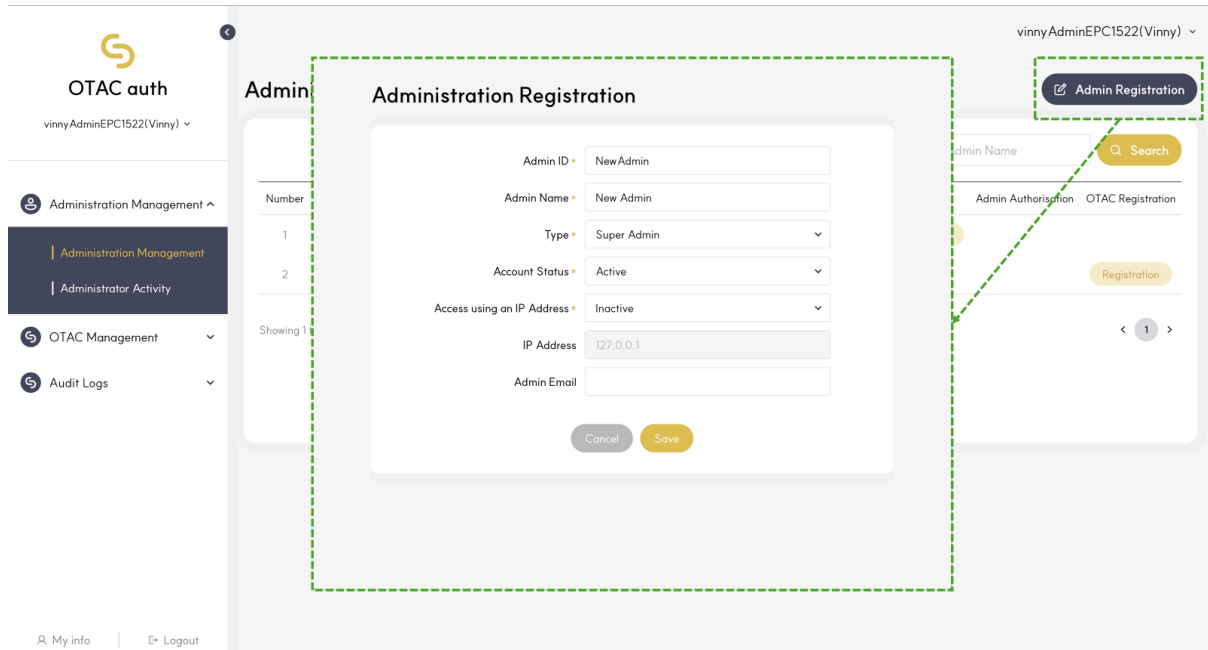 vinnyAdminEPC1522(Vinny)
OTAC auth
vinnyAdminEPC1522(Vinny)
Administration Management
Administration Management
Administrator Activity
OTAC Management
Audit Logs
My info
Logout
Admin Registration
Search
Number
Admin Authorisation OTAC Registration
1
2
Registration
Showing 1
1
Administration Registration
Admin ID * NewAdmin
Admin Name * New Admin
Type * Super Admin
Account Status * Active
Access using an IP Address * Inactive
IP Address 127.0.0.1
Admin Email
Cancel Save